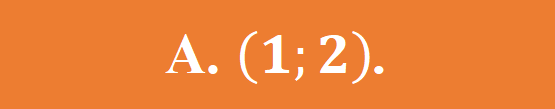 A. (1; 2).